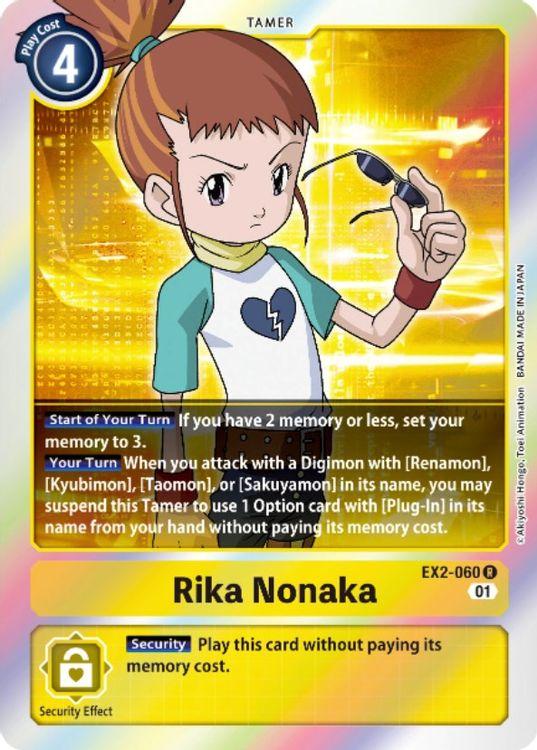 TAMER
Play Cost
4
Start of Your Turn If you have 2 memory or less, set your
memory to 3.
Your Turn When you attack with a Digimon with [Renamon],
[Kyubimon], [Taomon], or [Sakuyamon] in its name, you may
suspend this Tamer to use 1 Option card with [Plug-In] in its
name from your hand without paying its memory cost.
©Akiyoshi Hongo, Toei Animation BANDAI MADE IN JAPAN
Rika Nonaka
EX2-060 R
01
Security Play this card without paying its
memory cost.
Security Effect